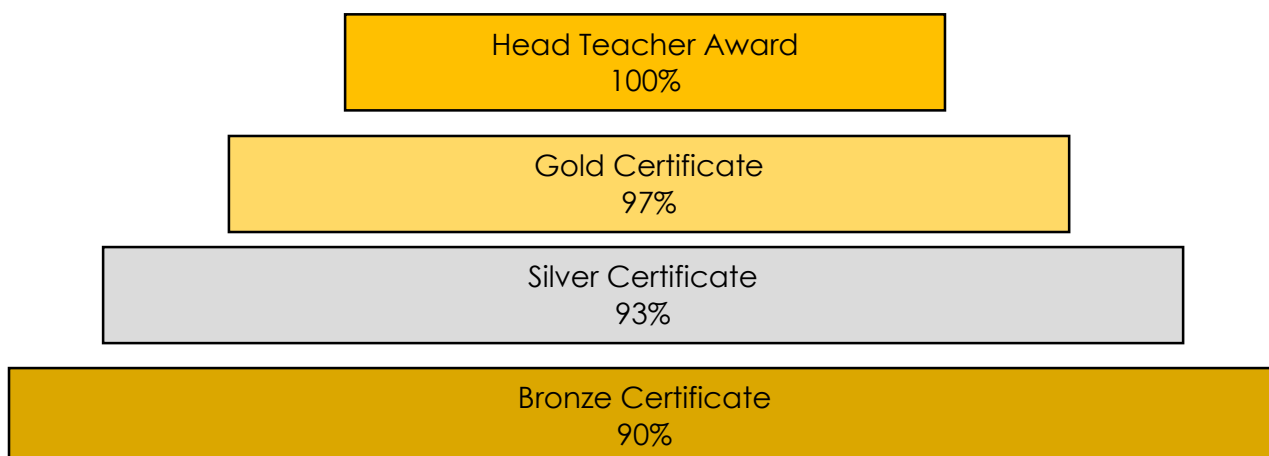 Head Teacher Award
100%
Gold Certificate
97%
Silver Certificate
93%
Bronze Certificate
90%